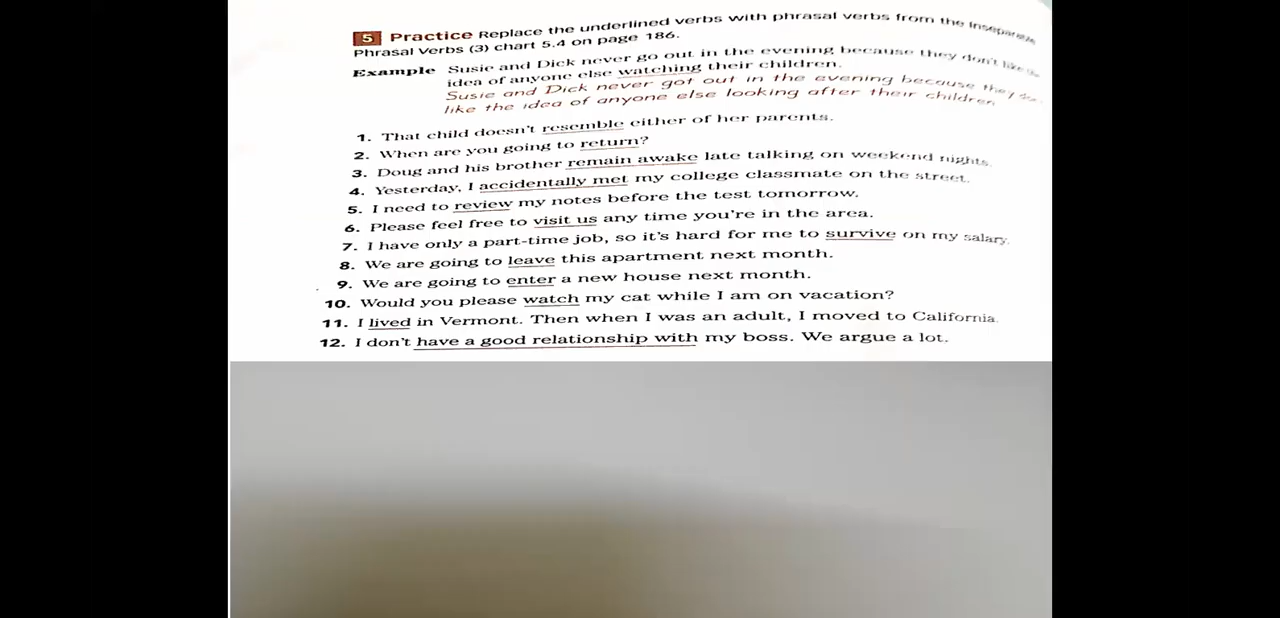 5 Practice Replace the underlined verbs with phrasal verbs from the Inseparable
Phrasal Verbs (3) chart 5.4 on page 186.
Example Susie and Dick never go out in the evening because they don't like the
idea of anyone else watching their children.
Susie and Dick never got out in the evening because they
like the idea of anyone else looking after their children.
1. That child doesn't resemble either of her parents.
2. When are you going to return?
3. Doug and his brother remain awake late talking on weekend nights.
4. Yesterday, I accidentally met my college classmate on the street.
5. I need to review my notes before the test tomorrow.
6. Please feel free to visit us any time you're in the area.
7. I have only a part-time job, so it's hard for me to survive on my salary.
8. We are going to leave this apartment next month.
9. We are going to enter a new house next month.
10. Would you please watch my cat while I am on vacation?
11. I lived in Vermont. Then when I was an adult, I moved to California.
12. I don't have a good relationship with my boss. We argue a lot.